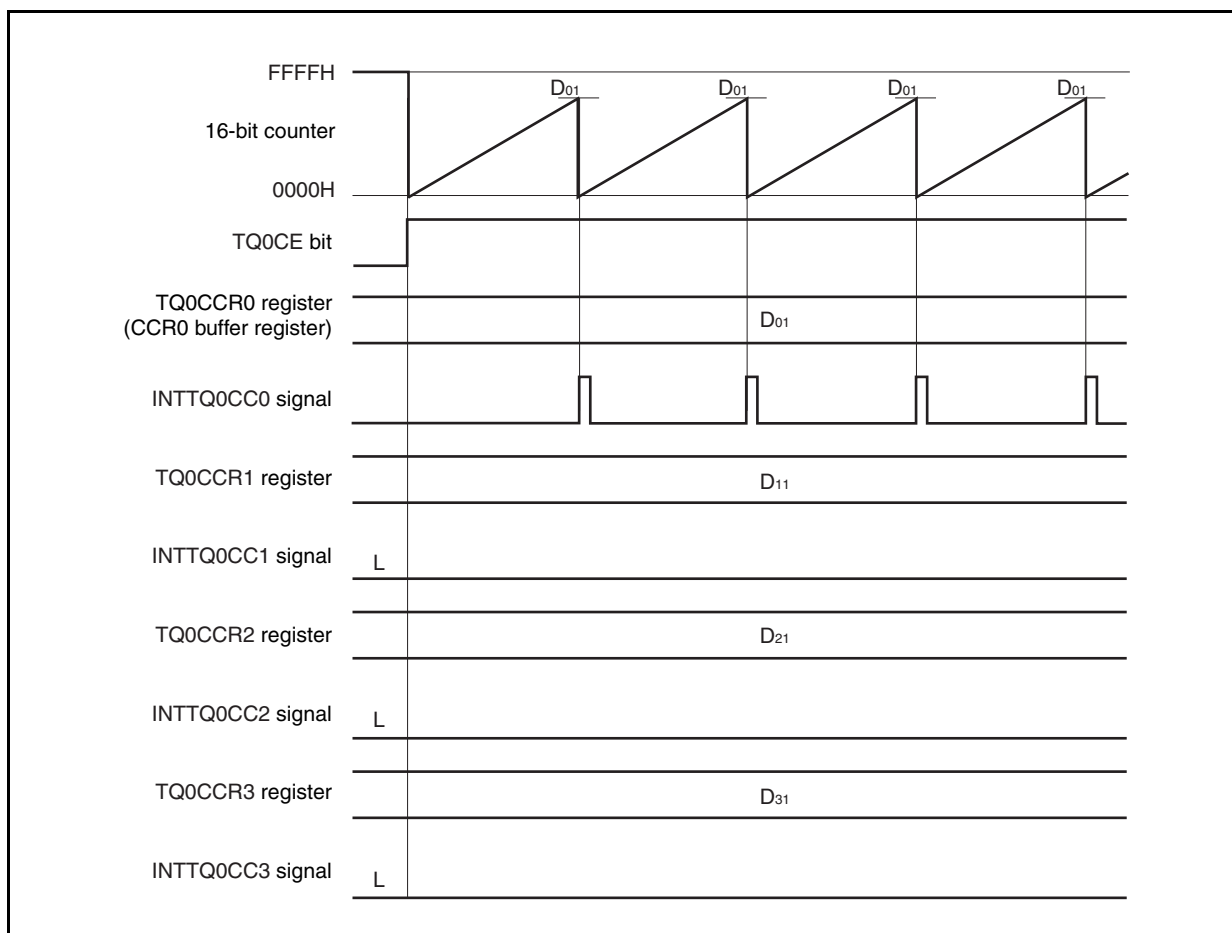 FFFFH
D01 D01 D01 D01
16-bit counter
0000H
TQ0CE bit
TQ0CCR0 register
(CCR0 buffer register)
D01
INTTQ0CC0 signal
TQ0CCR1 register
D11
INTTQ0CC1 signal
L
TQ0CCR2 register
D21
INTTQ0CC2 signal
L
TQ0CCR3 register
D31
INTTQ0CC3 signal
L